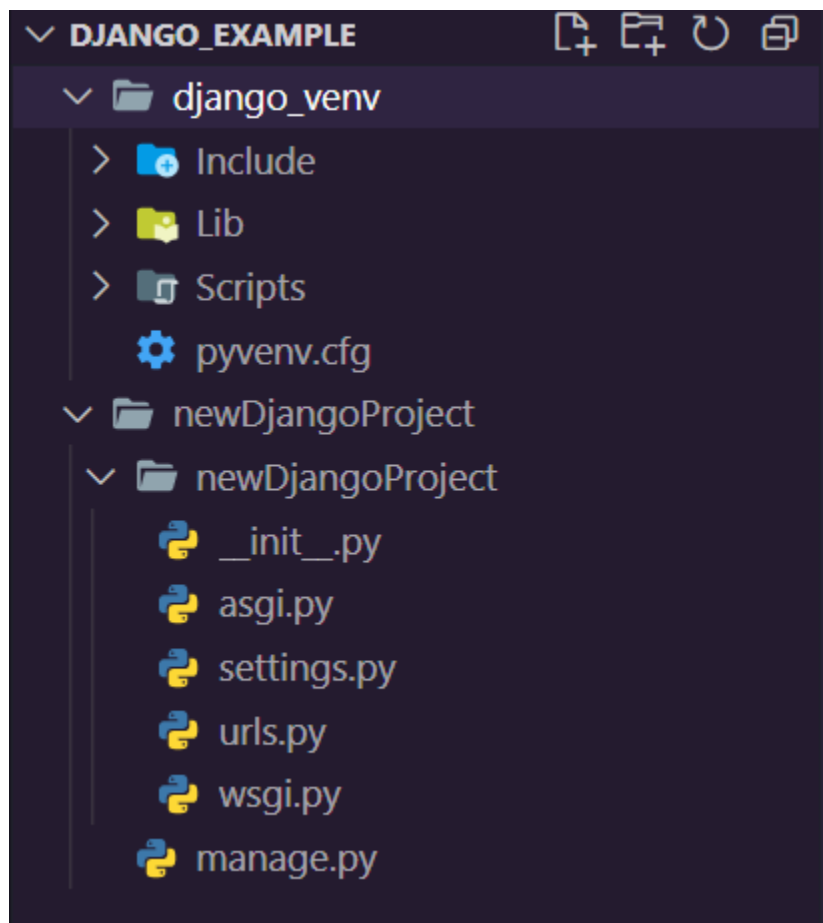 DJANGO_EXAMPLE
django_venv
Include
Lib
Scripts
pyvenv.cfg
newDjangoProject
newDjangoProject
__init__.py
asgi.py
settings.py
urls.py
wsgi.py
manage.py